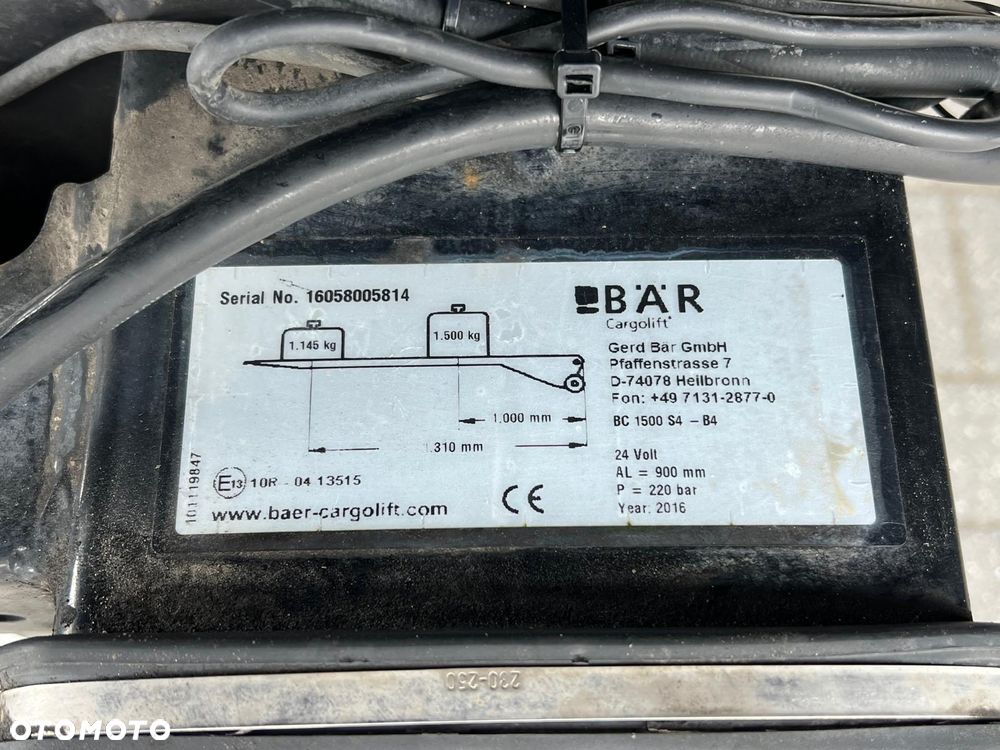 Serial No. 16058005814
1.145 kg
1.500 kg
1.000 mm
.310 mm
BÄR
Cargolift
Gerd Bär GmbH
Pfaffenstrasse 7
D-74078 Heilbronn
Fon: +49 7131-2877-0
BC 1500 S4 - B4
24 Volt
AL = 900 mm
P = 220 bar
Year: 2016
101119847
E13 10R - 04 13515
CE
www.baer-cargolift.com
230-250
OTOMOTO